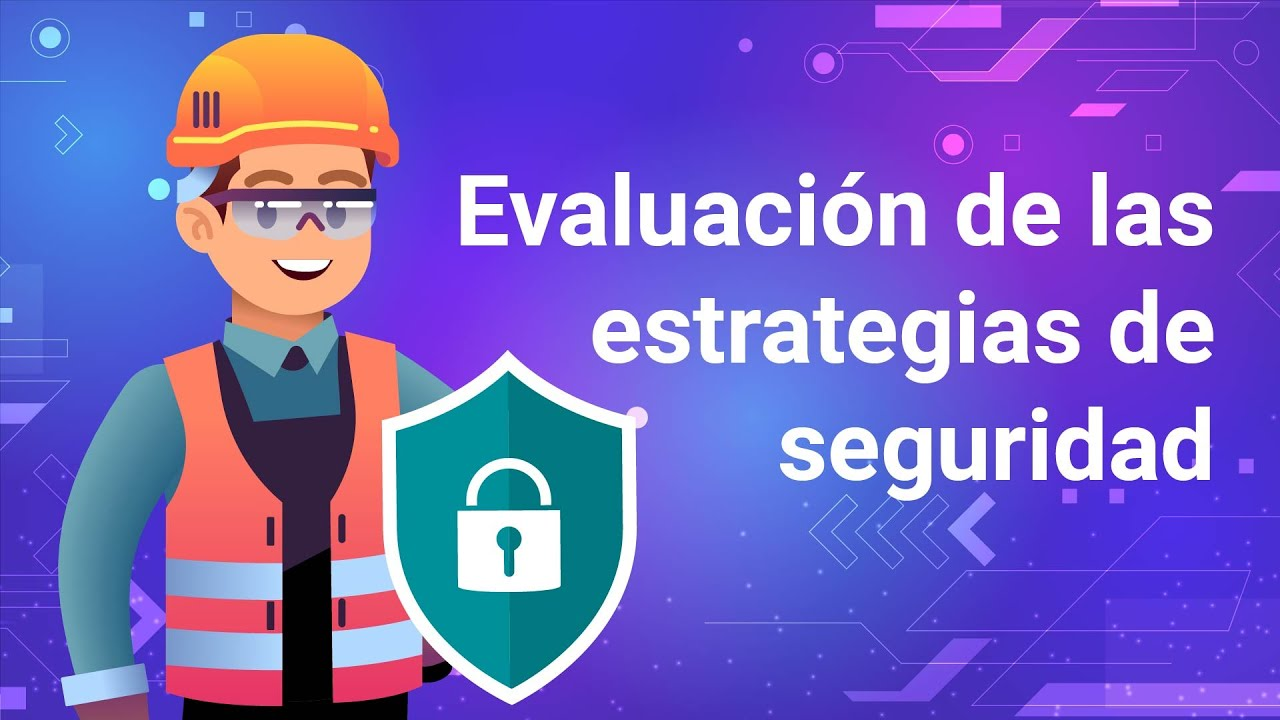 Evaluación de las
estrategias de
seguridad